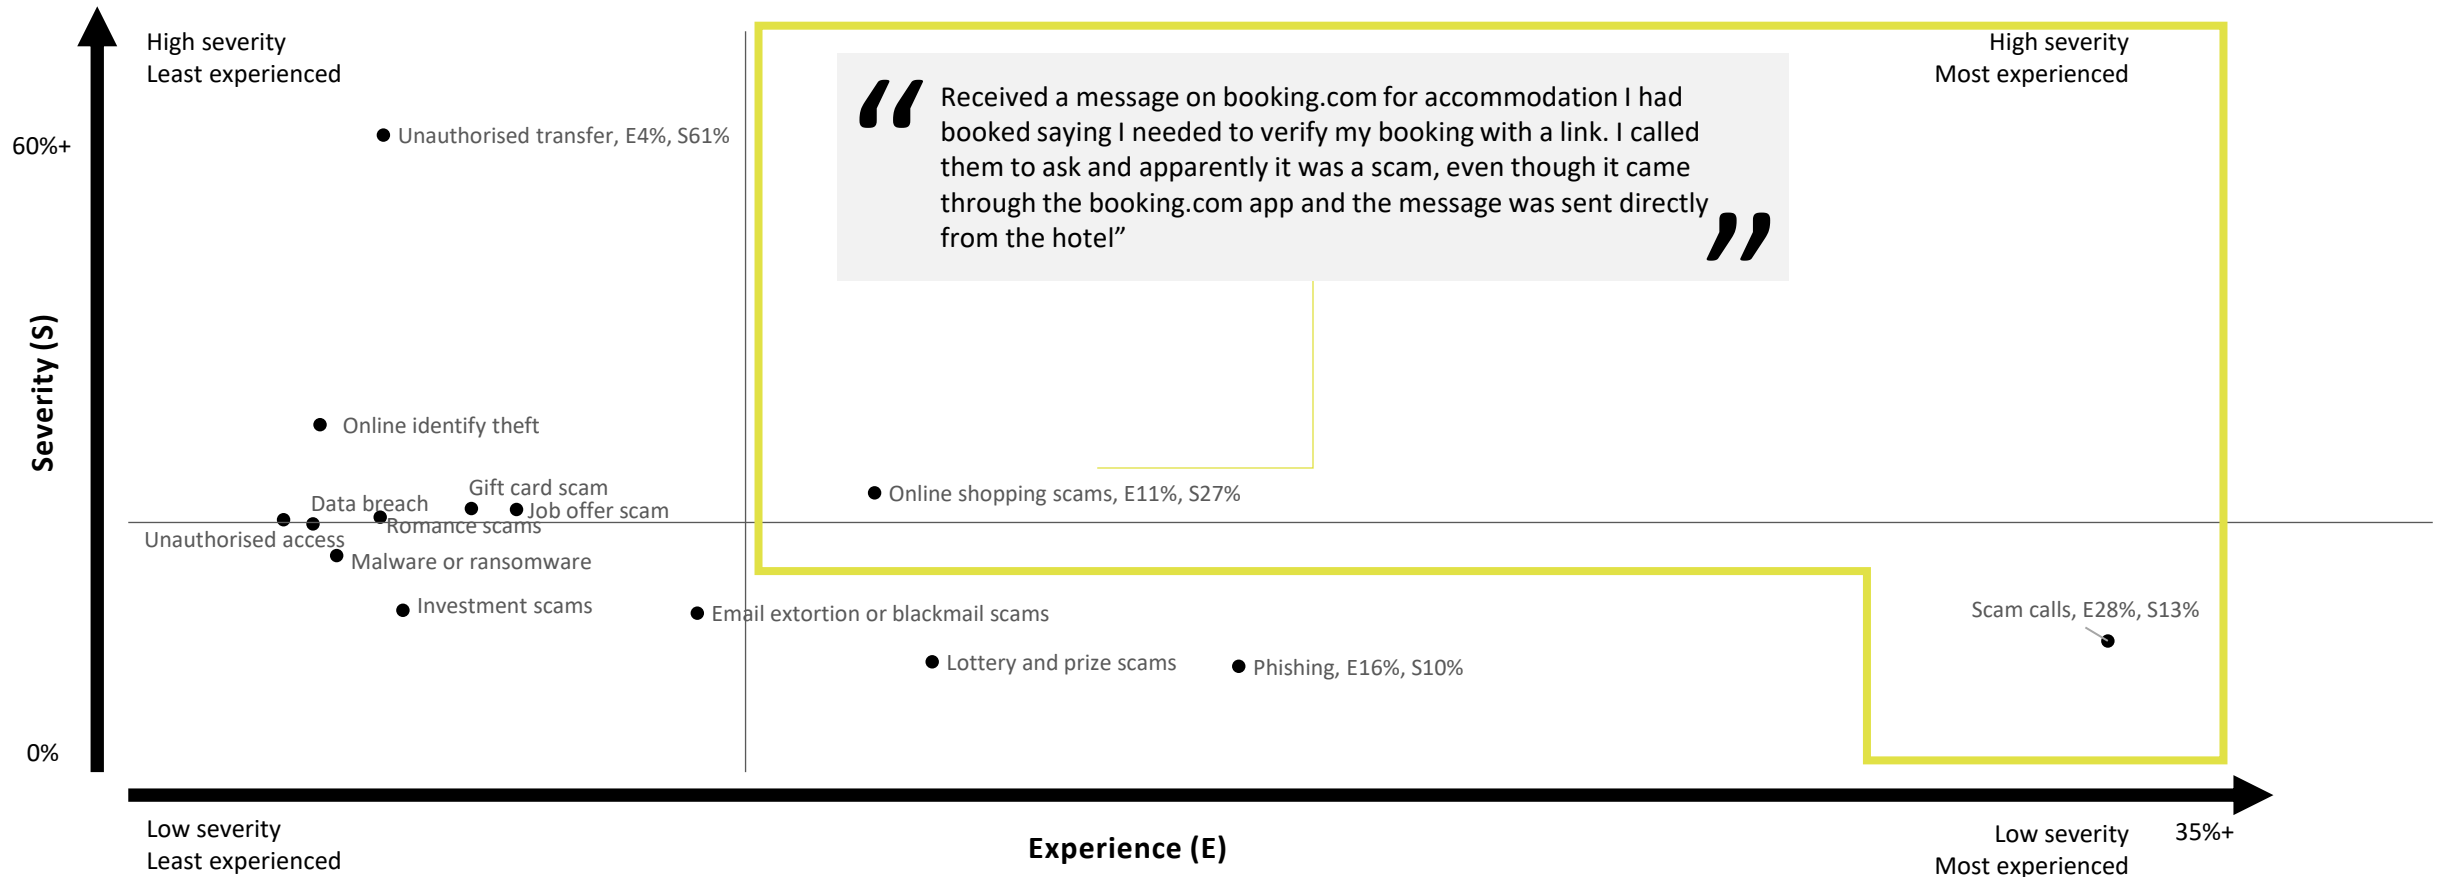 High severity
Least experienced
High severity
Most experienced
“
Received a message on booking.com for accommodation I had
booked saying I needed to verify my booking with a link. I called
them to ask and apparently it was a scam, even though it came
through the booking.com app and the message was sent directly
from the hotel”
”
60%+
Unauthorised transfer, E4%, S61%
Severity (S)
Online identify theft
Gift card scam
Data breach
Job offer scam
Romance scams
Unauthorised access
Malware or ransomware
Online shopping scams, E11%, S27%
Investment scams
Email extortion or blackmail scams
Scam calls, E28%, S13%
Lottery and prize scams
Phishing, E16%, S10%
0%
Low severity
Least experienced
Experience (E)
Low severity
Most experienced
35%+